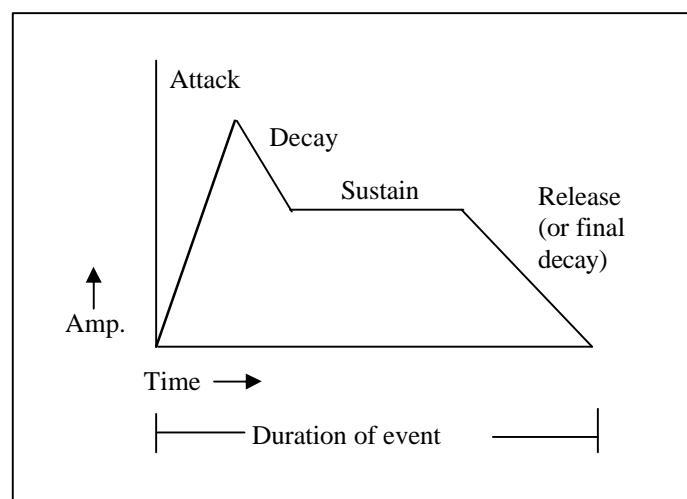 Attack
Decay
Sustain
Release
(or final
decay)
Amp.
Time
Duration of event